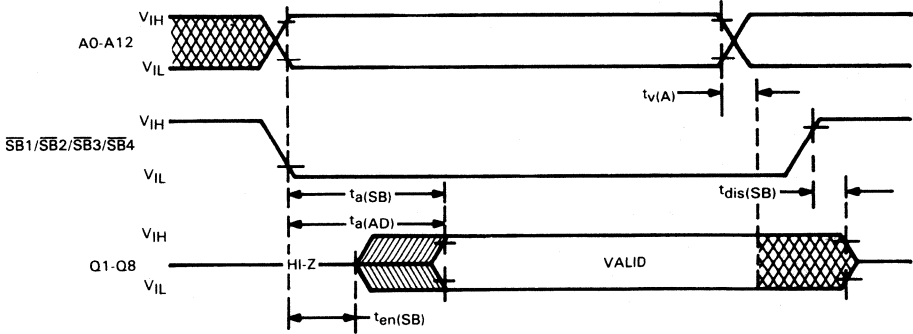 VIH
A0-A12
VIL
tv(A)
VIH
SB1/SB2/SB3/SB4
VIL
ta(SB)
tdis(SB)
ta(AD)
VIH
Q1-Q8
HI-Z
VALID
VIL
ten(SB)